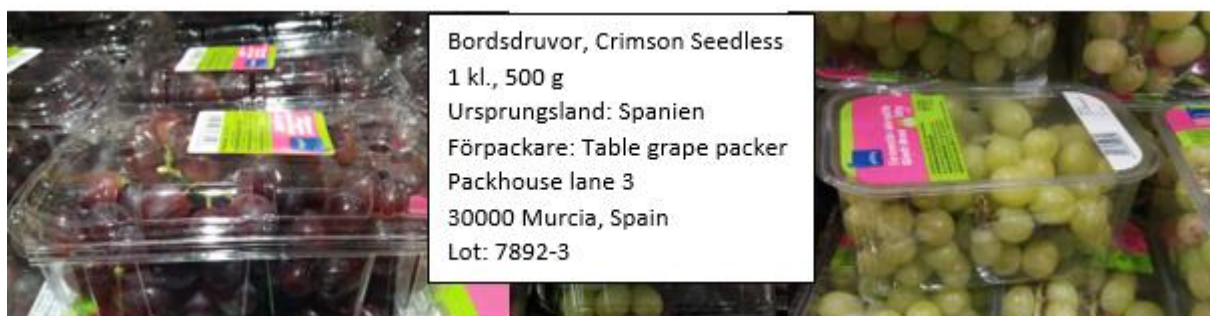 Bordsdruvor, Crimson Seedless
1 kl., 500 g
Ursprungsland: Spanien
Förpackare: Table grape packer
Packhouse lane 3
30000 Murcia, Spain
Lot: 7892-3